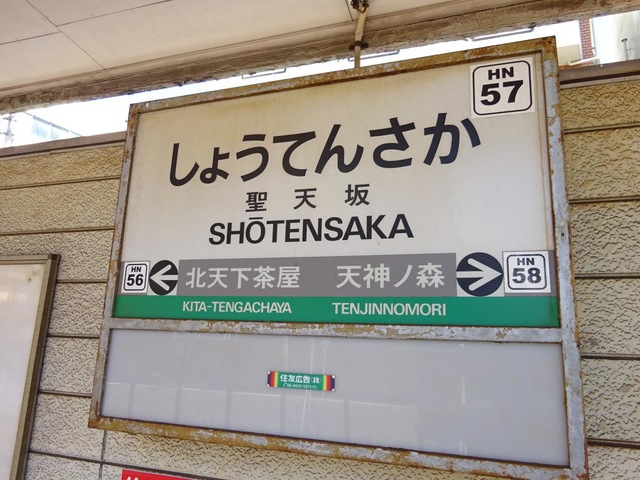 HN
57
しょうてんさか
聖天坂
SHŌTENSAKA
HN
56
北天下茶屋 天神ノ森
HN
58
KITA-TENGACHAYA TENJINNOMORI
住友広告